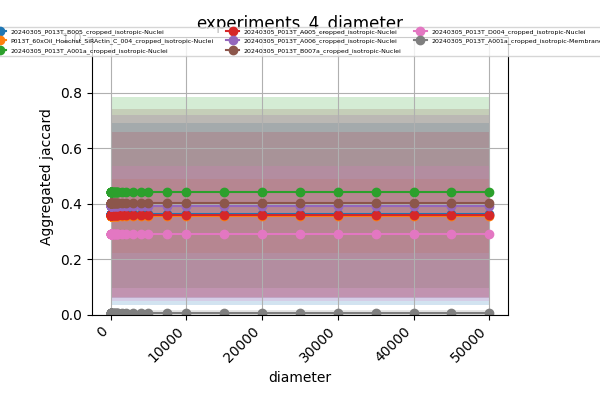 experiments_4_diameter
20240305_P013T_B005_cropped_isotropic-Nuclei
20240305_P013T_A005_cropped_isotropic-Nuclei
20240305_P013T_D004_cropped_isotropic-Nuclei
P013T_60xOil_Hoechst_SiRActin_C_004_cropped_isotropic-Nuclei
20240305_P013T_A006_cropped_isotropic-Nuclei
20240305_P013T_A001a_cropped_isotropic-Membrane
20240305_P013T_A001a_cropped_isotropic-Nuclei
20240305_P013T_B007a_cropped_isotropic-Nuclei
Aggregated jaccard
0.8
0.6
0.4
0.2
0.0
0
10000
20000
30000
40000
50000
diameter